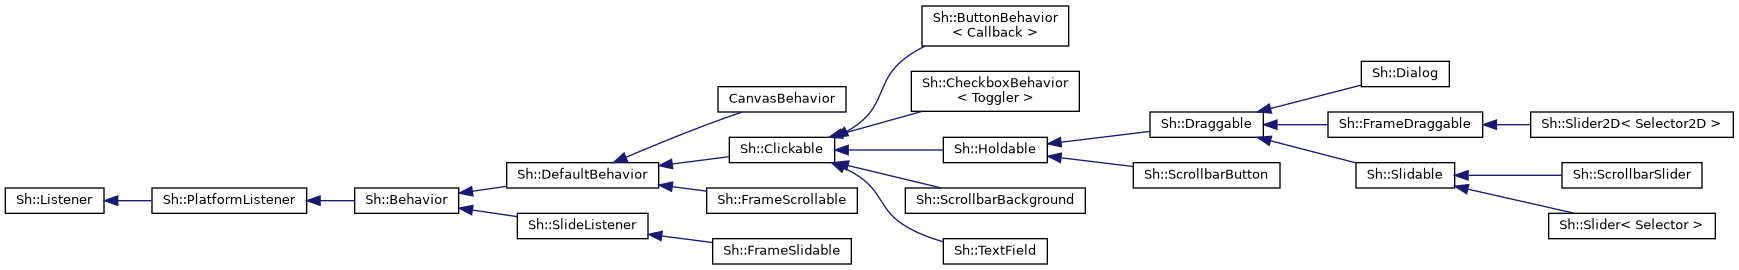 Sh::Listener
Sh::PlatformListener
Sh::Behavior
Sh::DefaultBehavior
Sh::SlideListener
CanvasBehavior
Sh::Clickable
Sh::FrameScrollable
Sh::FrameSlidable
Sh::ButtonBehavior
< Callback >
Sh::CheckboxBehavior
< Toggler >
Sh::Holdable
Sh::ScrollbarBackground
Sh::TextField
Sh::Draggable
Sh::ScrollbarButton
Sh::Dialog
Sh::FrameDraggable
Sh::Slidable
Sh::Slider2D< Selector2D >
Sh::ScrollbarSlider
Sh::Slider< Selector >